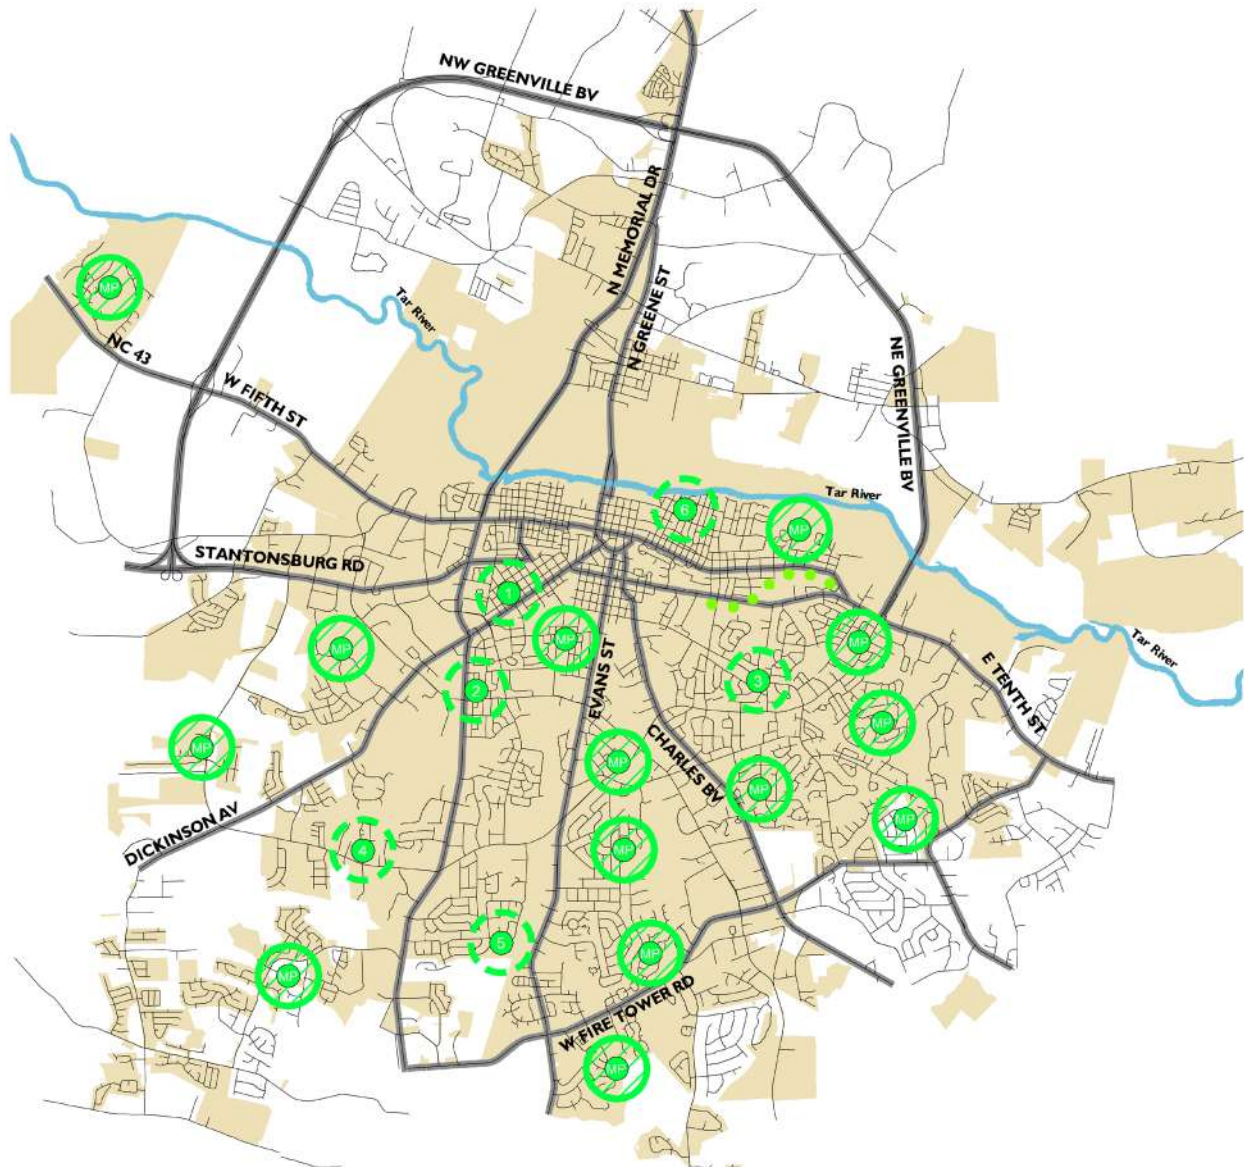 NW GREENVILLE BV
N MEMORIAL DR
MP
Tar River
N GREENE ST
NC 43
NE GREENVILLE BV
W FIFTH ST
Tar River
6
MP
STANTONSBURG RD
1
MP
MP
MP
Tar River
2
3
EVANS ST
E TENTH ST
MP
MP
MP
CHARLES BV
MP
MP
DICKINSON AV
4
MP
5
MP
MP
W FIRE TOWER RD
MP